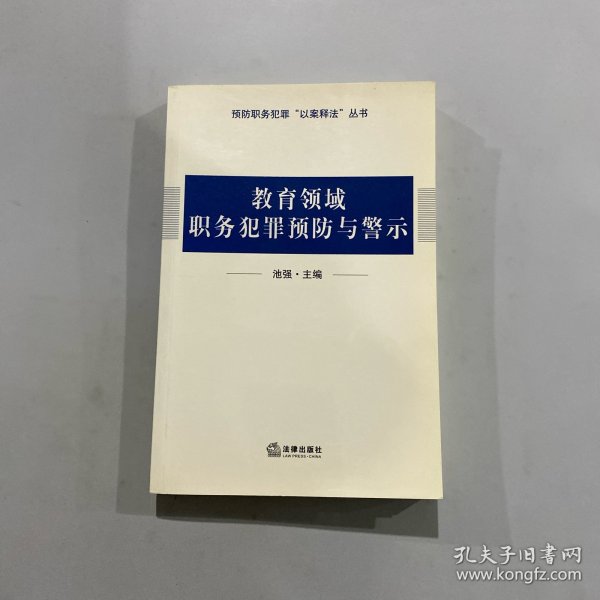 预防职务犯罪“以案释法”丛书
教育领域
职务犯罪预防与警示
池强·主编
法律出版社
LAW PRESS·CHINA
孔夫子旧书网
www.kongfz.com